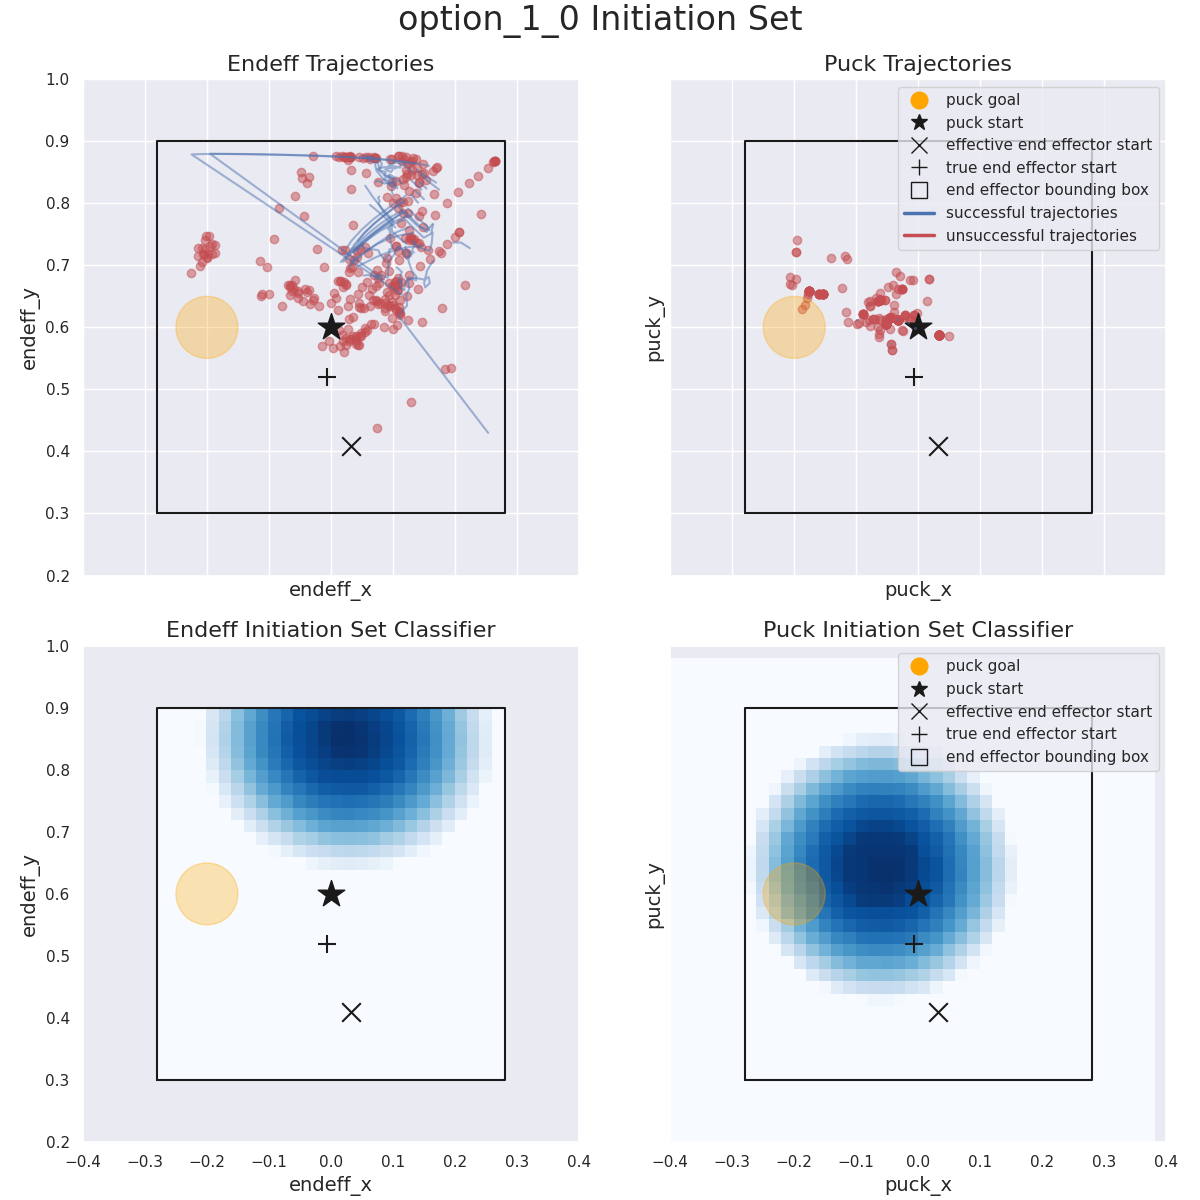 option_1_0 Initiation Set
Endeff Trajectories
1.0
0.9
0.8
0.7
0.6
0.5
0.4
0.3
0.2
endeff_y
endeff_x
Puck Trajectories
puck goal
puck start
effective end effector start
true end effector start
end effector bounding box
successful trajectories
unsuccessful trajectories
puck_y
puck_x
Endeff Initiation Set Classifier
1.0
0.9
0.8
0.7
0.6
0.5
0.4
0.3
0.2
endeff_y
−0.4 −0.3 −0.2 −0.1 0.0 0.1 0.2 0.3 0.4
endeff_x
Puck Initiation Set Classifier
puck goal
puck start
effective end effector start
true end effector start
end effector bounding box
puck_y
−0.4 −0.3 −0.2 −0.1 0.0 0.1 0.2 0.3 0.4
puck_x